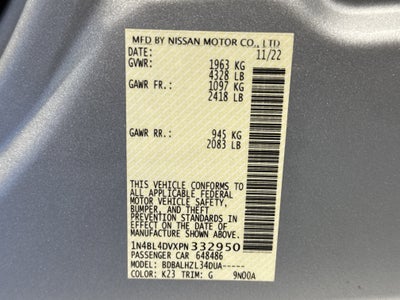 MFD BY NISSAN MOTOR CO., LTD
11/22
GVWR: 1963 KG
4328 LB
GAWR FR.: 1097 KG
2418 LB
GAWR RR.: 945 KG
2083 LB
THIS VEHICLE CONFORMS TO
ALL APPLICABLE FEDERAL
MOTOR VEHICLE SAFETY,
BUMPER, AND THEFT
PREVENTION STANDARDS
IN EFFECT ON THE DATE OF
MANUFACTURE SHOWN ABOVE.
1N4BL4DVXPN332950
PASSENGER CAR 648486
MODEL: BDBALHZL34DUA-----
COLOR: K23 TRIM: G 9N00A